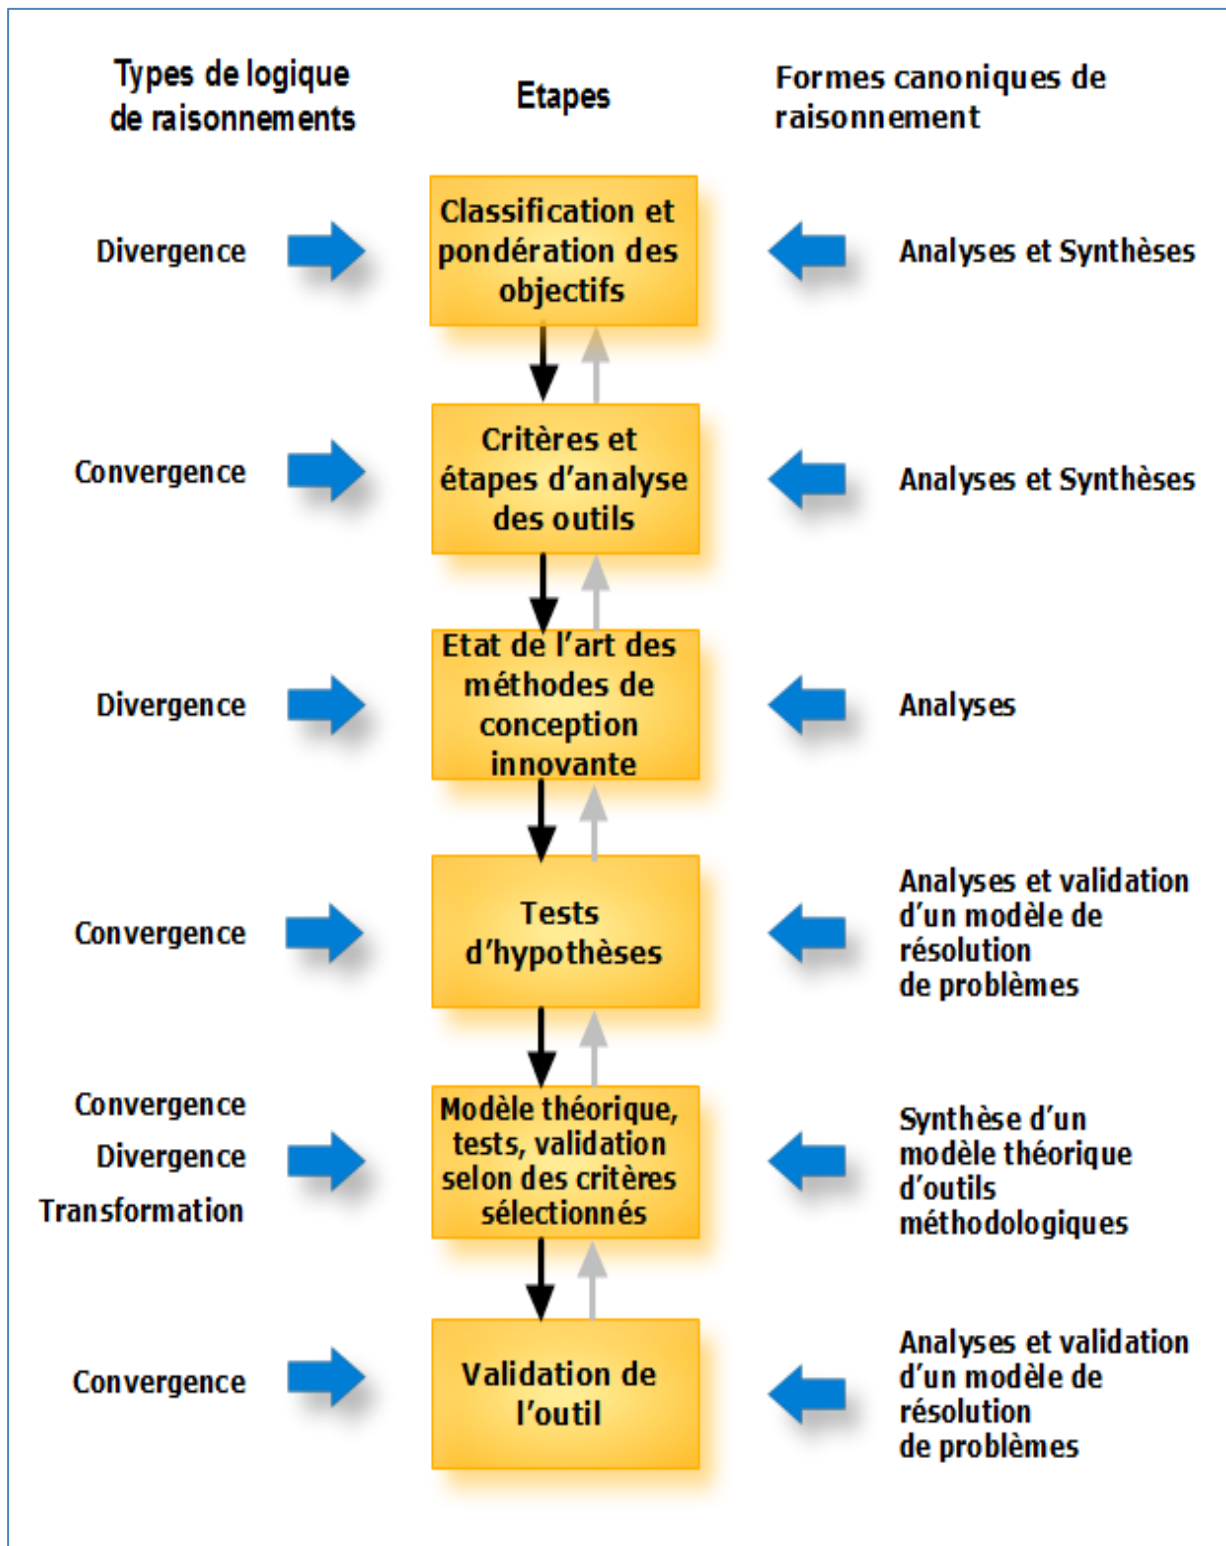 Types de logique
de raisonnements
Etapes
Formes canoniques de
raisonnement
Divergence
Classification et
pondération des
objectifs
Analyses et Synthèses
Convergence
Critères et
étapes d'analyse
des outils
Analyses et Synthèses
Divergence
Etat de l'art des
méthodes de
conception
innovante
Analyses
Convergence
Tests
d'hypothèses
Analyses et validation
d'un modèle de
résolution
de problèmes
Convergence
Divergence
Transformation
Modèle théorique,
tests, validation
selon des critères
sélectionnés
Synthèse d'un
modèle théorique
d'outils
méthodologiques
Convergence
Validation de
l'outil
Analyses et validation
d'un modèle de
résolution
de problèmes